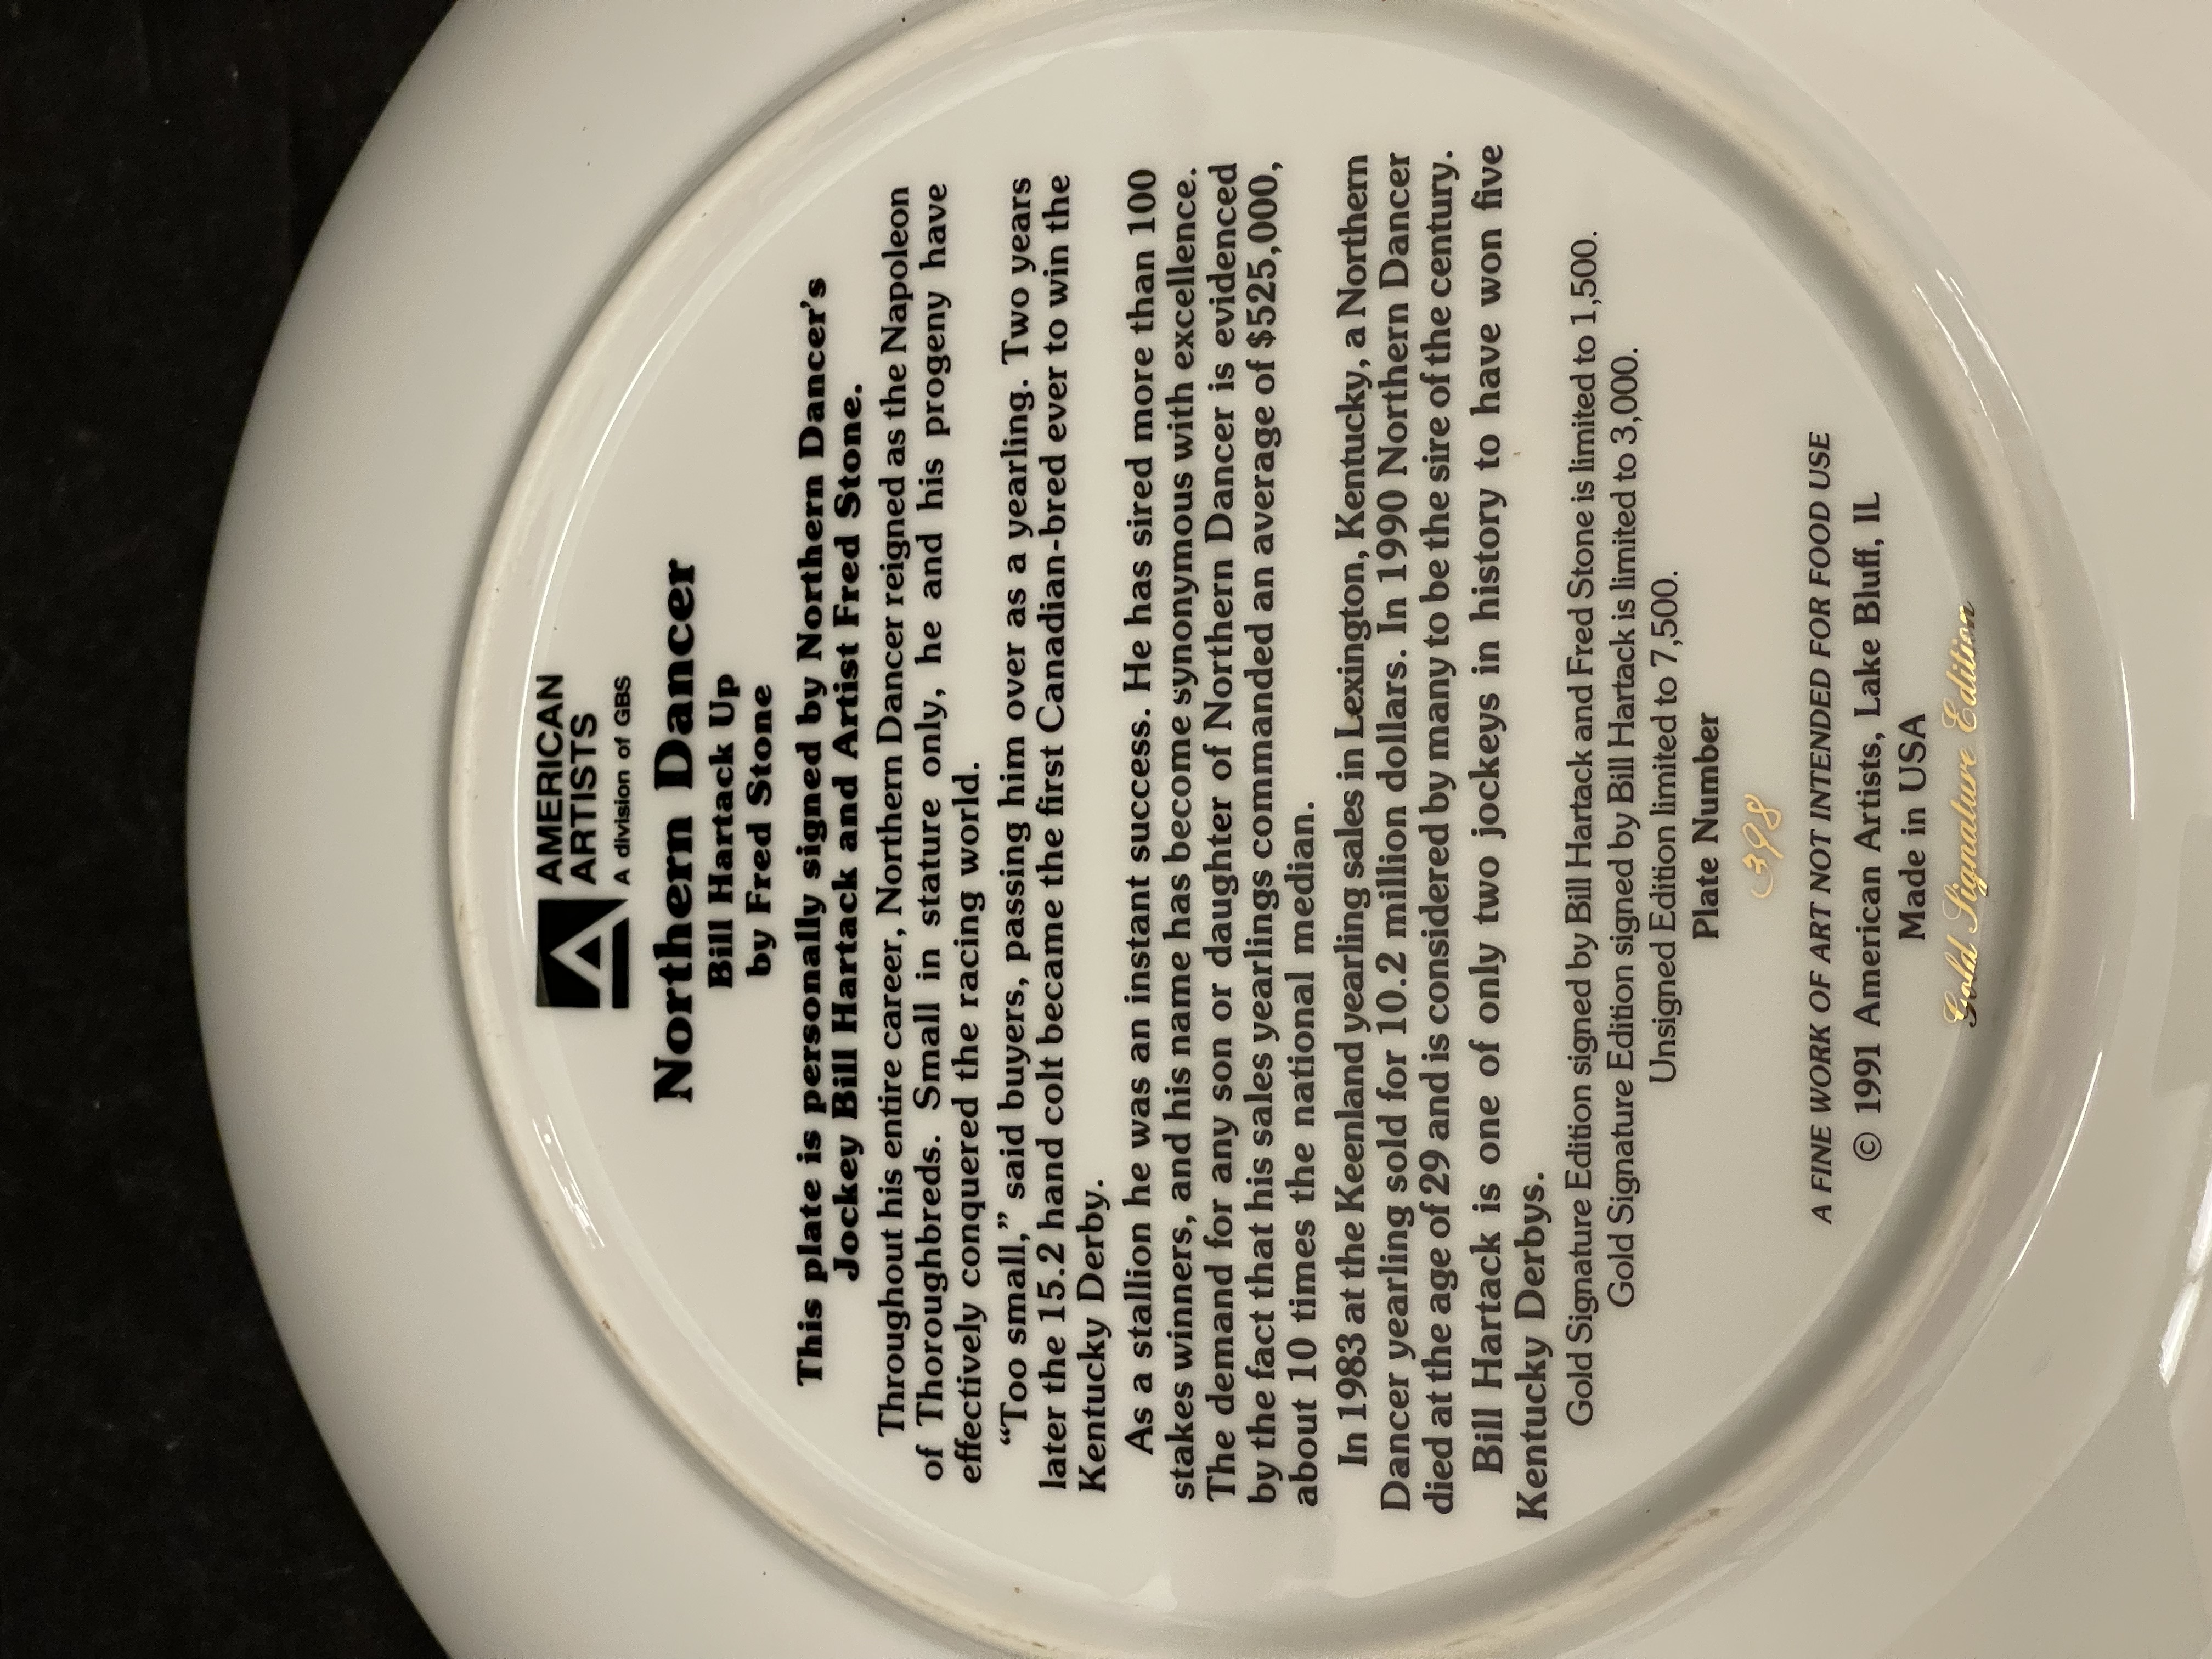 AMERICAN
ARTISTS
A division of GBS
Northern Dancer
Bill Hartack Up
by Fred Stone
This plate is personally signed by Northern Dancer's
Jockey Bill Hartack and Artist Fred Stone.
Throughout his entire career, Northern Dancer reigned as the Napoleon
of Thoroughbreds. Small in stature only, he and his progeny have
effectively conquered the racing world.
“Too small,” said buyers, passing him over as a yearling. Two years
later the 15.2 hand colt became the first Canadian-bred ever to win the
Kentucky Derby.
As a stallion he was an instant success. He has sired more than 100
stakes winners, and his name has become synonymous with excellence.
The demand for any son or daughter of Northern Dancer is evidenced
by the fact that his sales yearlings commanded an average of $525,000,
about 10 times the national median.
In 1983 at the Keenland yearling sales in Lexington, Kentucky, a Northern
Dancer yearling sold for 10.2 million dollars. In 1990 Northern Dancer
died at the age of 29 and is considered by many to be the sire of the century.
Bill Hartack is one of only two jockeys in history to have won five
Kentucky Derbys.
Gold Signature Edition signed by Bill Hartack and Fred Stone is limited to 1,500.
Gold Signature Edition signed by Bill Hartack is limited to 3,000.
Unsigned Edition limited to 7,500.
Plate Number
398
A FINE WORK OF ART NOT INTENDED FOR FOOD USE
© 1991 American Artists, Lake Bluff, IL
Made in USA
Gold Signature Edition